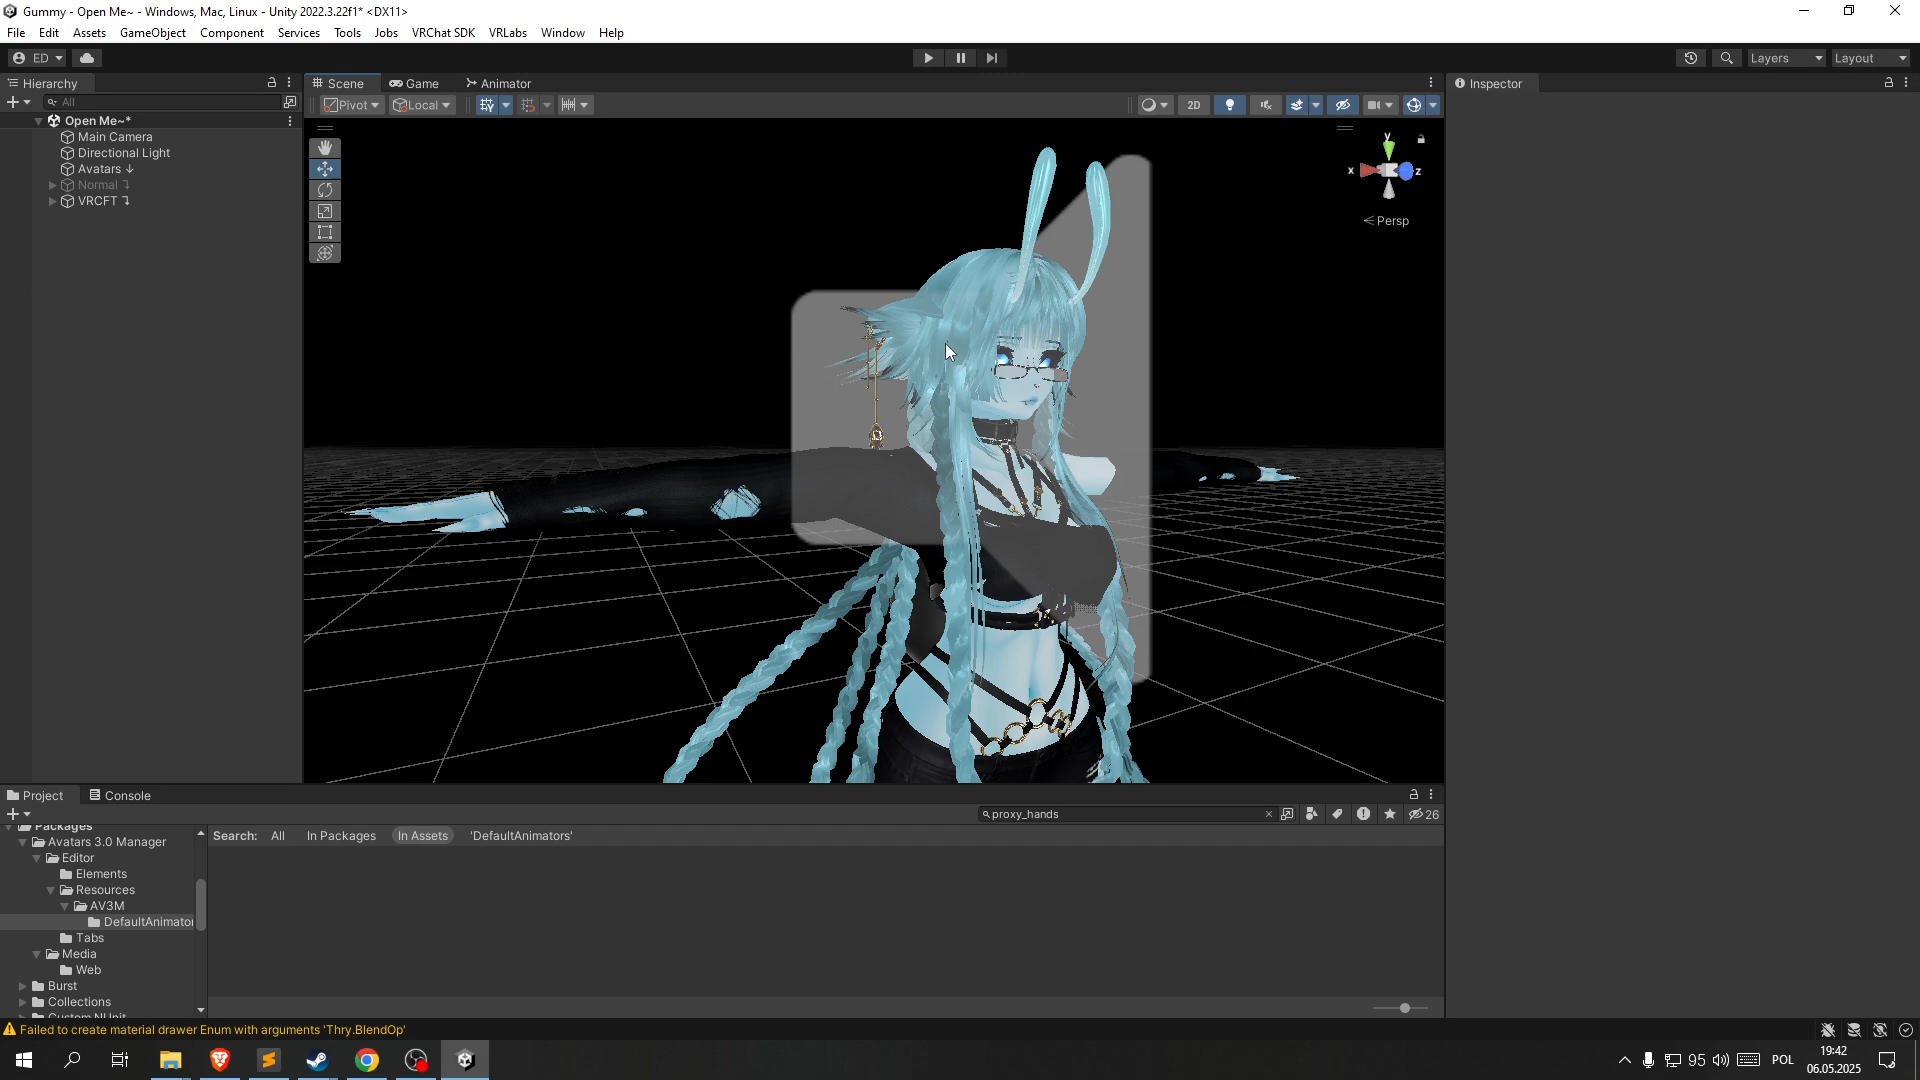 Gummy - Open Me~ - Windows, Mac, Linux - Unity 2022.3.22f1* <DX11>
File Edit Assets GameObject Component Services Tools Jobs VRChat SDK VRLabs Window Help
ED Layers Layout
Hierarchy
All
Open Me~*
Main Camera
Directional Light
Avatars ↓
Normal
VRCFT
Scene Game Animator
Pivot Local 2D
y
x z
< Persp
Inspector
Project Console
proxy_hands
26
Search: All In Packages In Assets 'DefaultAnimators'
Packages
Avatars 3.0 Manager
Editor
Elements
Resources
AV3M
DefaultAnimator
Tabs
Media
Web
Burst
Collections
Custom NUnit
Failed to create material drawer Enum with arguments 'Thry.BlendOp'
95 POL
19:42
06.05.2025